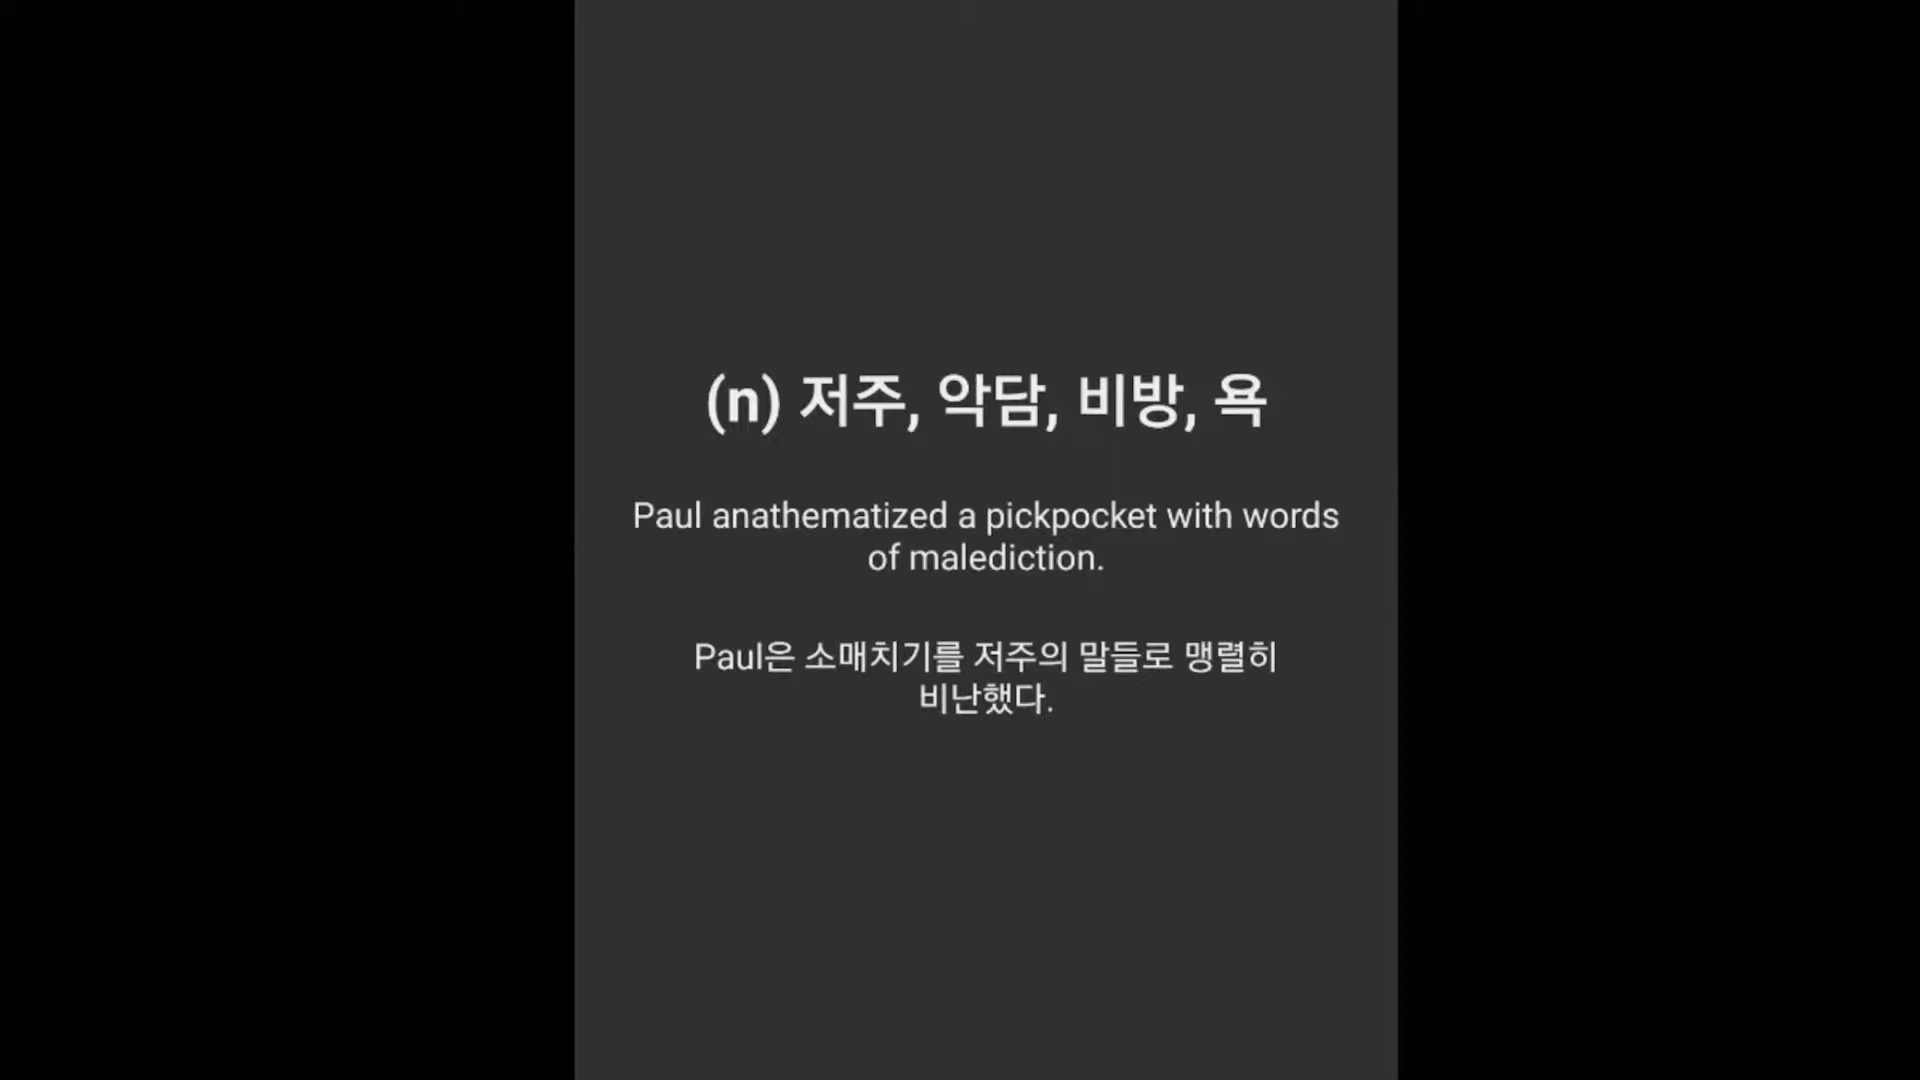 (n) 저주, 악담, 비방, 욕
Paul anathematized a pickpocket with words
of malediction.
Paul은 소매치기를 저주의 말들로 맹렬히
비난했다.